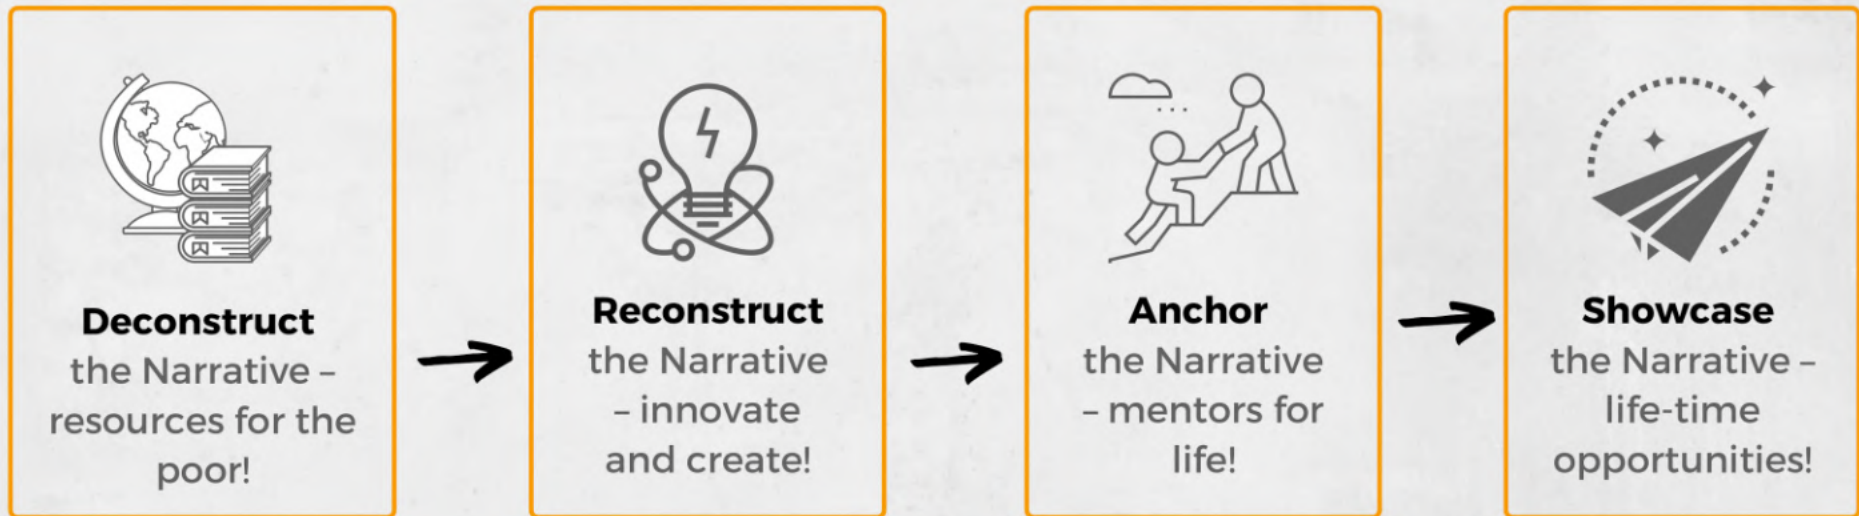 Deconstruct
the Narrative –
resources for the
poor!
Reconstruct
the Narrative
– innovate
and create!
Anchor
the Narrative
– mentors for
life!
Showcase
the Narrative –
life-time
opportunities!